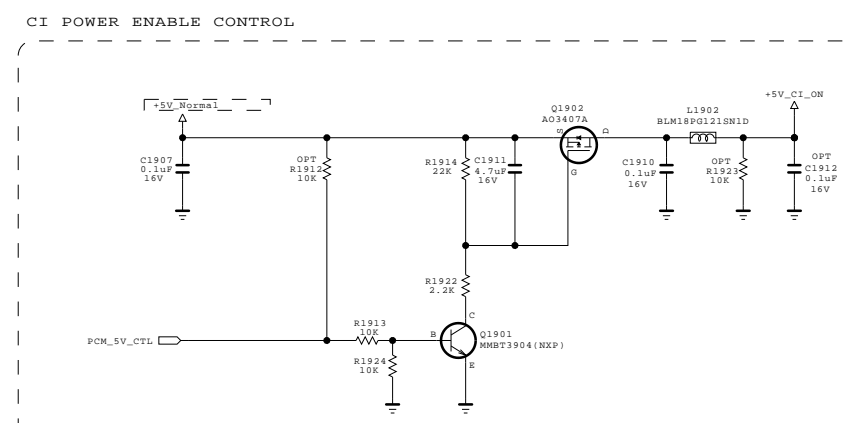 CI POWER ENABLE CONTROL
+5V_Normal
+5V_CI_ON
Q1902
AO3407A
L1902
BLM18PG121SN1D
S
D
G
C1907
0.1uF
16V
OPT
R1912
10K
R1914
22K
C1911
4.7uF
16V
C1910
0.1uF
16V
OPT
R1923
10K
OPT
C1912
0.1uF
16V
R1922
2.2K
PCM_5V_CTL
R1913
10K
R1924
10K
B
C
E
Q1901
MMBT3904(NXP)